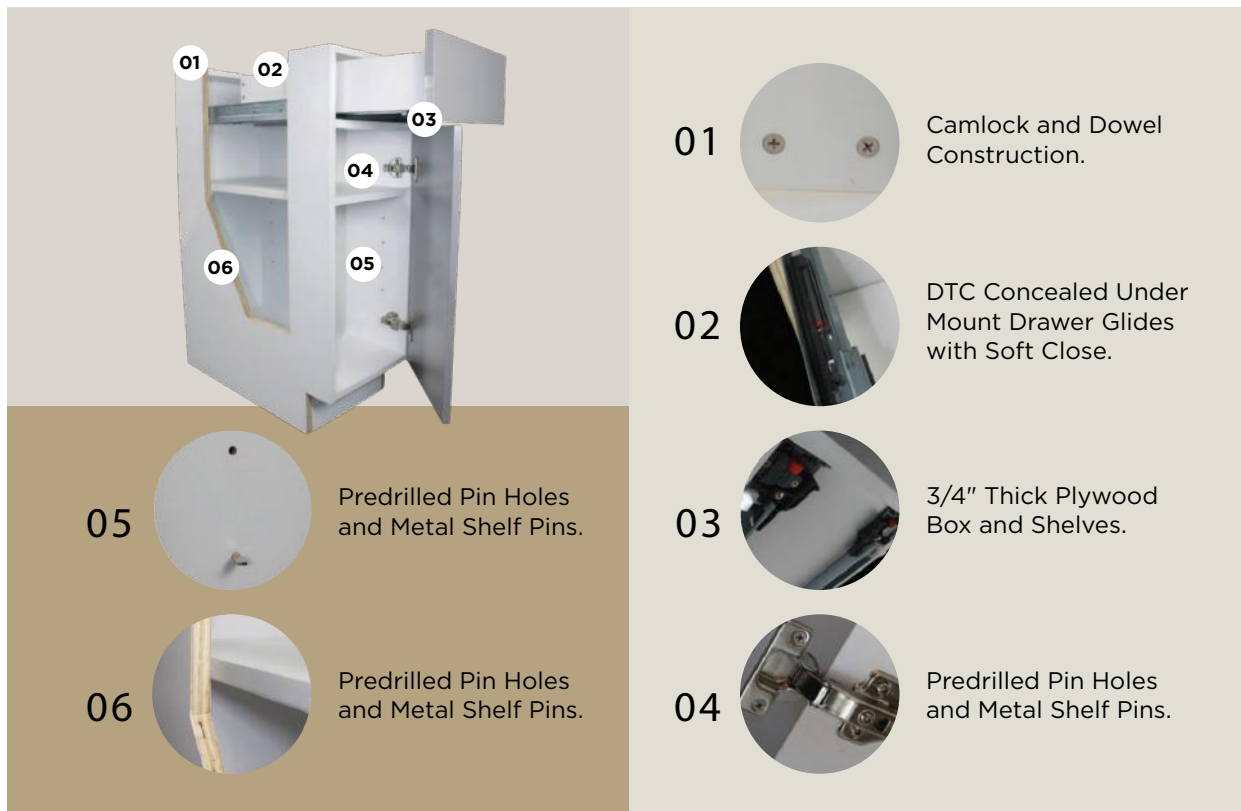 01
02
03
04
05
06
01
Camlock and Dowel
Construction.
02
DTC Concealed Under
Mount Drawer Glides
with Soft Close.
03
3/4" Thick Plywood
Box and Shelves.
04
Predrilled Pin Holes
and Metal Shelf Pins.
05
Predrilled Pin Holes
and Metal Shelf Pins.
06
Predrilled Pin Holes
and Metal Shelf Pins.